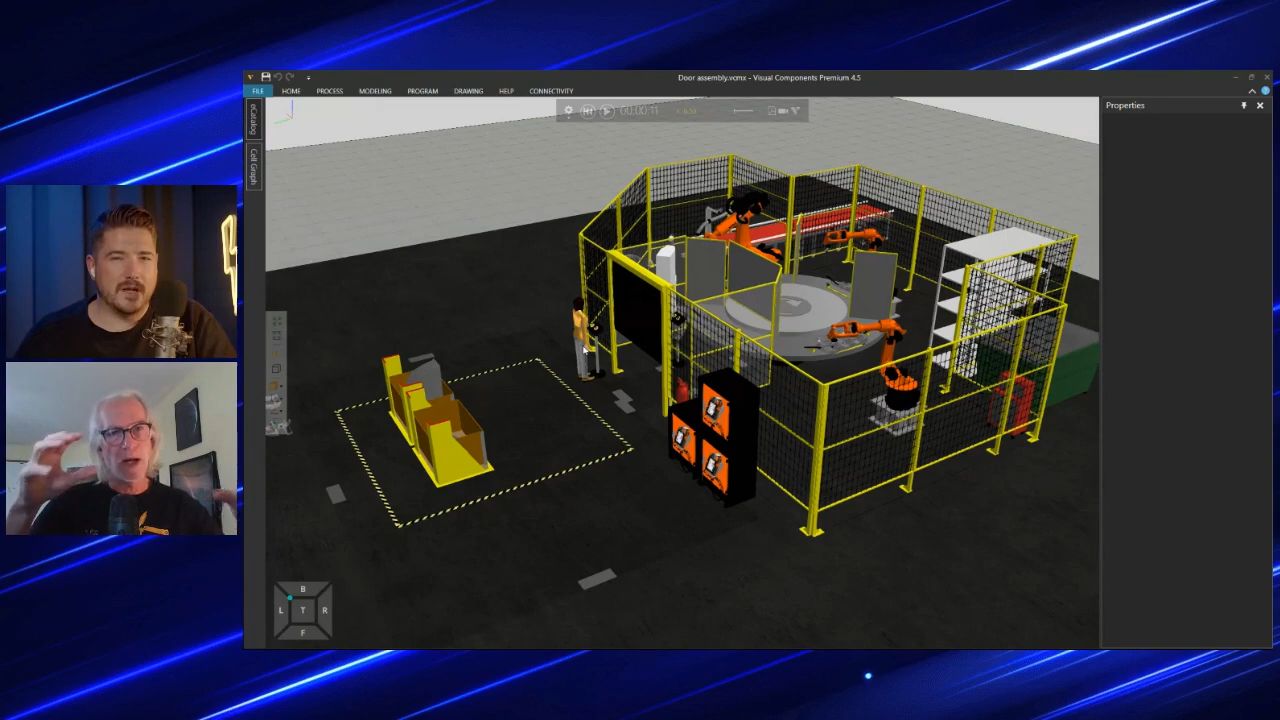 Door assembly.vcmx - Visual Components Premium 4.5
FILE HOME PROCESS MODELING PROGRAM DRAWING HELP CONNECTIVITY
eCatalog
Cell Graph
Properties
B
L T R
F